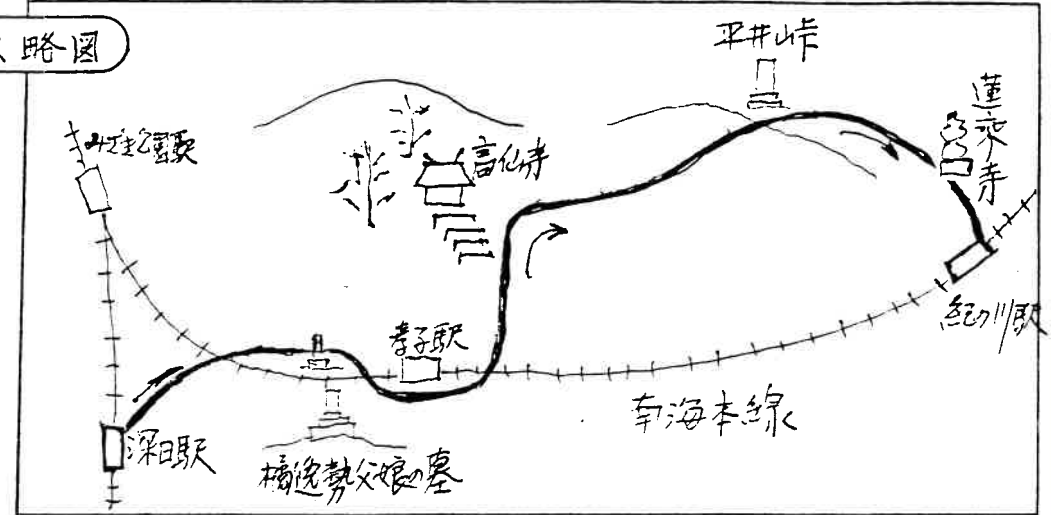 略図
平井峠
蓮乗寺
みさき公園駅
高仙寺
紀ノ川駅
孝子駅
南海本線
深日駅
橘逸勢父娘の墓